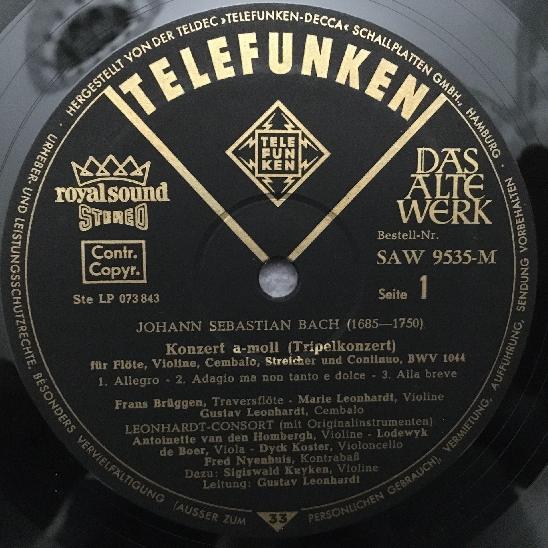 HERGESTELLT VON DER TELDEC »TELEFUNKEN-DECCA« SCHALLPLATTEN GMBH., HAMBURG ·
URHEBER- UND LEISTUNGSSCHUTZRECHTE, BESONDERS VERVIELFÄLTIGUNG (AUSSER ZUM PERSÖNLICHEN GEBRAUCH), VERMIETUNG, AUFFÜHRUNG, SENDUNG VORBEHALTEN ·
TELEFUNKEN
TELE
FUN
KEN
royal sound
STEREO
Contr.
Copyr.
Ste LP 073 843
DAS
ALTE
WERK
Bestell-Nr.
SAW 9535-M
Seite 1
JOHANN SEBASTIAN BACH (1685—1750)
Konzert a-moll (Tripelkonzert)
für Flöte, Violine, Cembalo, Streicher und Continuo, BWV 1044
1. Allegro - 2. Adagio ma non tanto e dolce - 3. Alla breve
Frans Brüggen, Traversflöte - Marie Leonhardt, Violine
Gustav Leonhardt, Cembalo
LEONHARDT-CONSORT (mit Originalinstrumenten)
Antoinette van den Hombergh, Violine - Lodewyk
de Boer, Viola - Dyck Koster, Violoncello
Fred Nyenhuis, Kontrabaß
Dazu: Sigiswald Kuyken, Violine
Leitung: Gustav Leonhardt
33